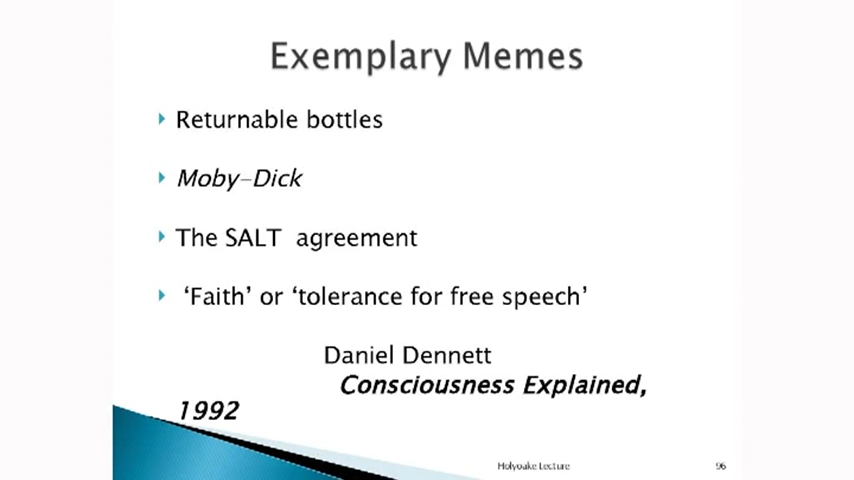 Exemplary Memes
Returnable bottles
Moby-Dick
The SALT agreement
‘Faith’ or ‘tolerance for free speech’
Daniel Dennett
Consciousness Explained,
1992
Holyoake Lecture 96